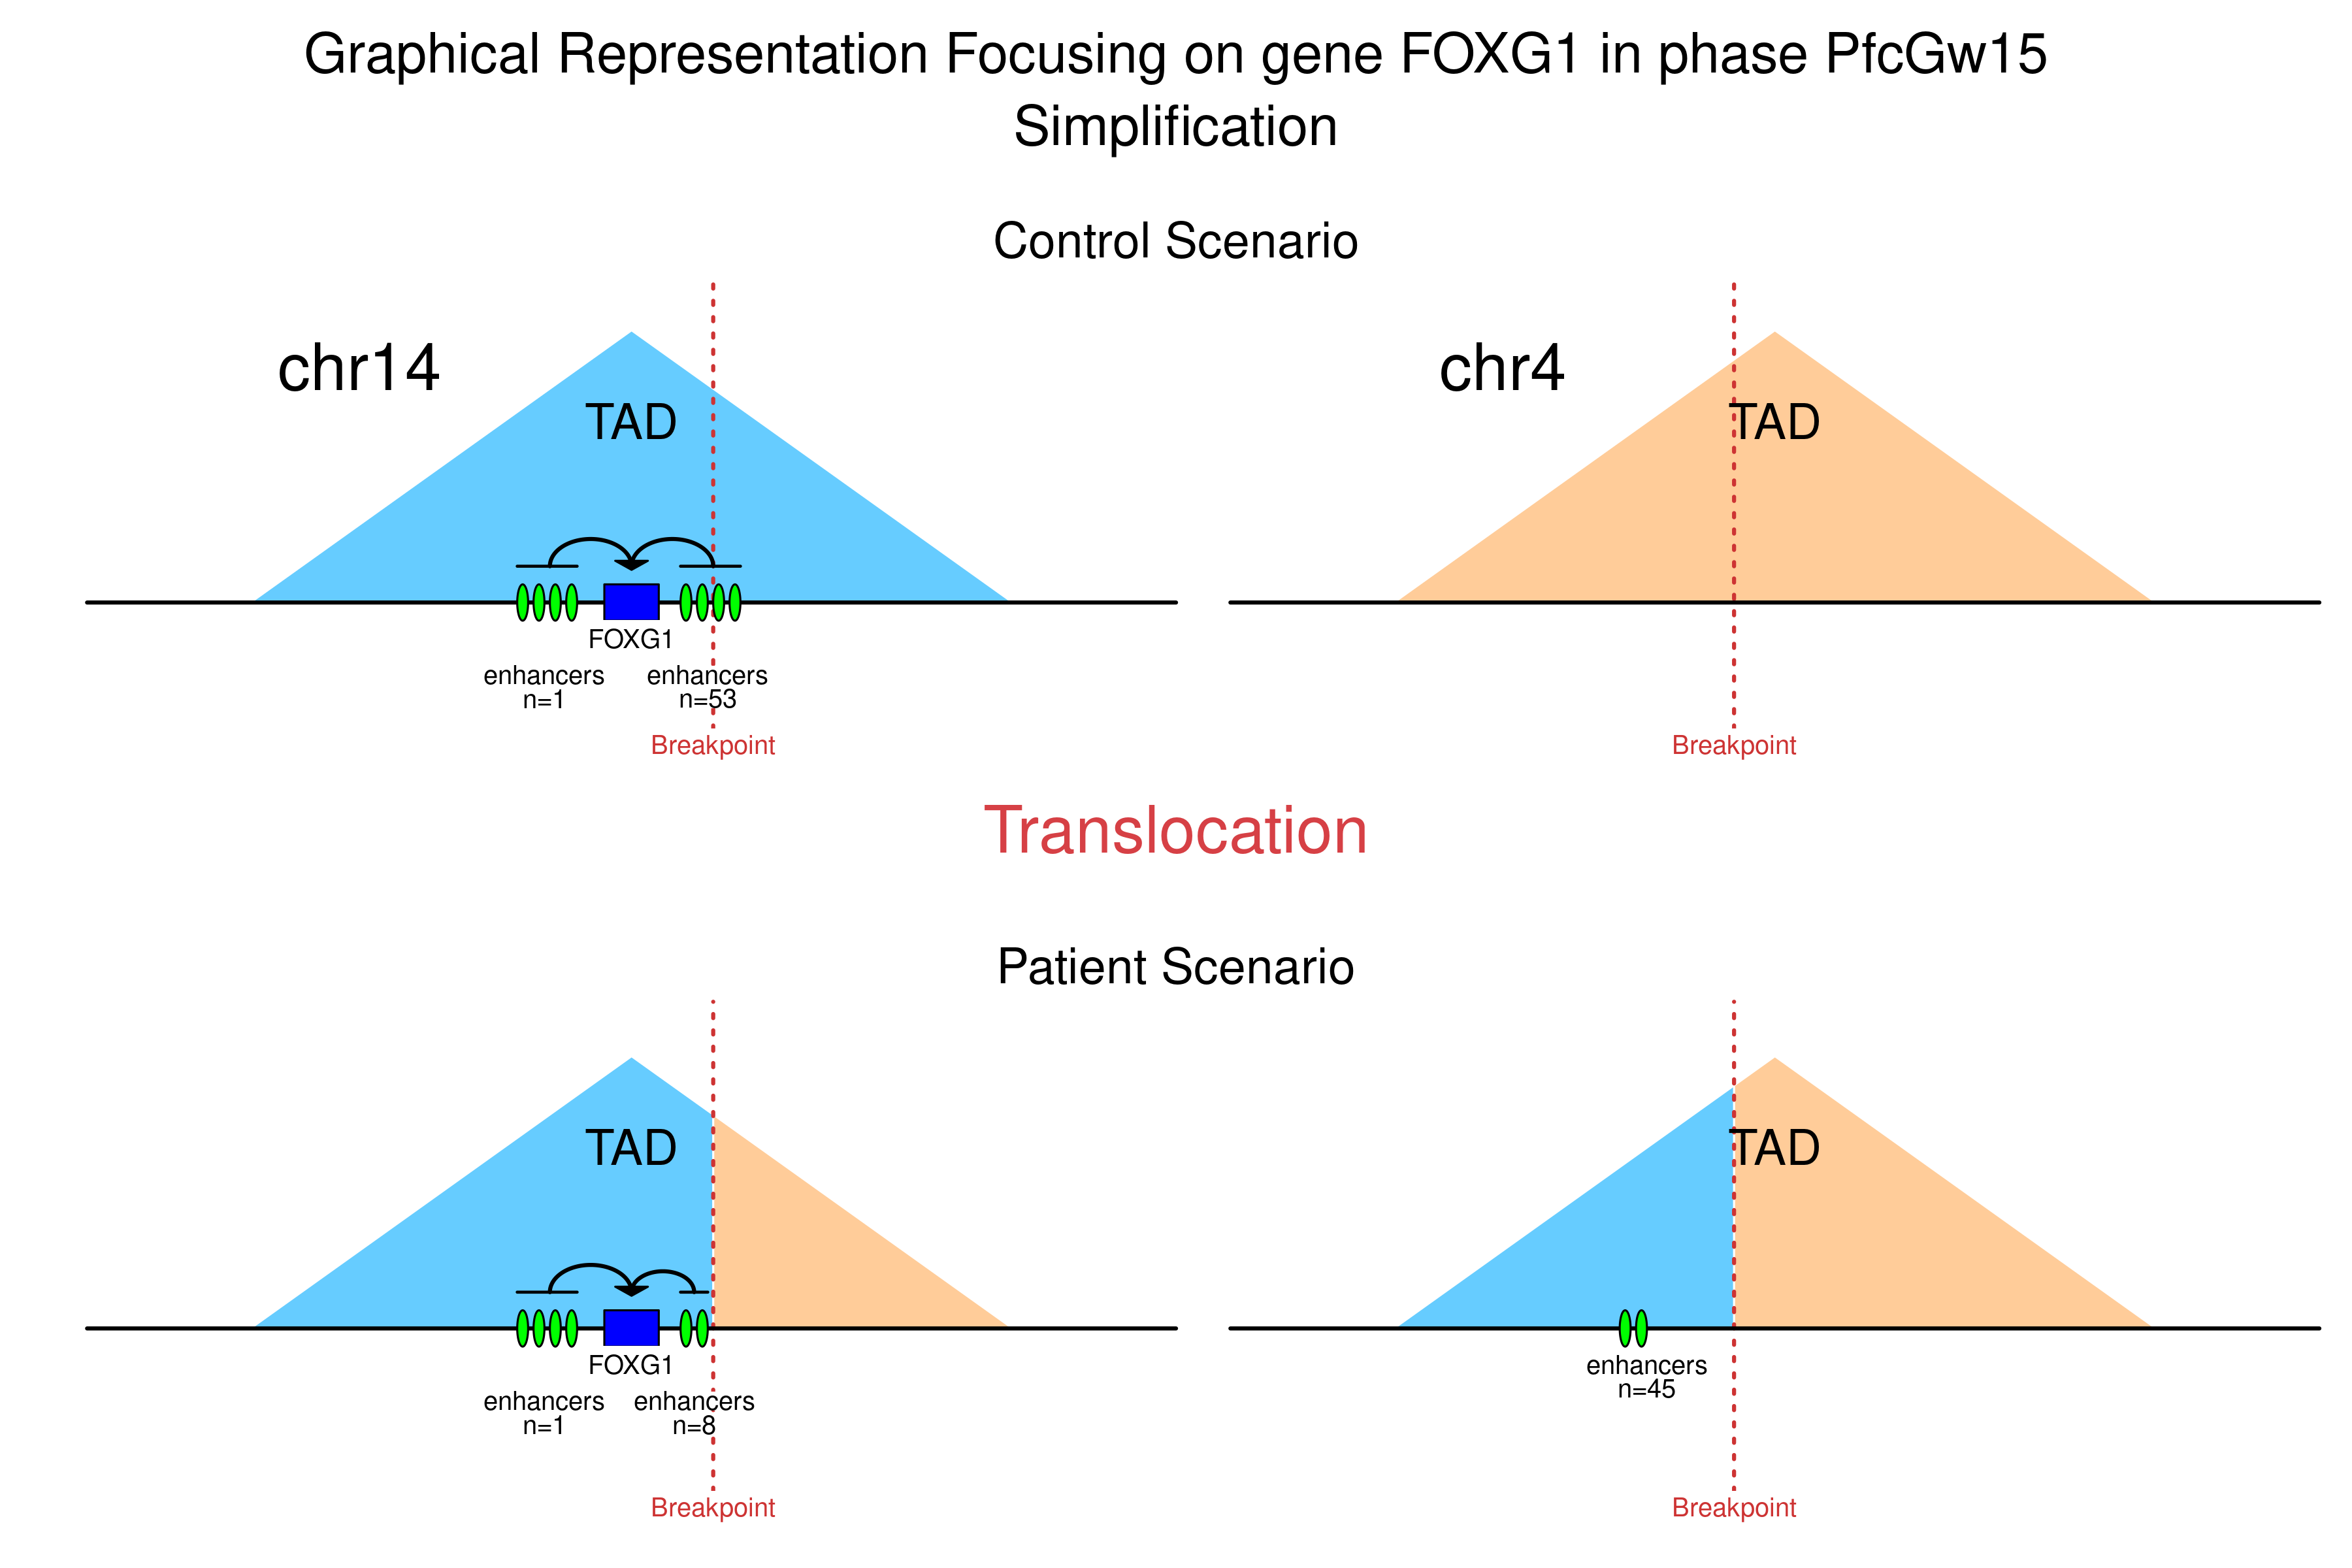 Graphical Representation Focusing on gene FOXG1 in phase PfcGw15
Simplification
Control Scenario
chr14
TAD
FOXG1
enhancers
n=1
enhancers
n=53
Breakpoint
chr4
TAD
Breakpoint
Translocation
Patient Scenario
TAD
FOXG1
enhancers
n=1
enhancers
n=8
Breakpoint
TAD
enhancers
n=45
Breakpoint